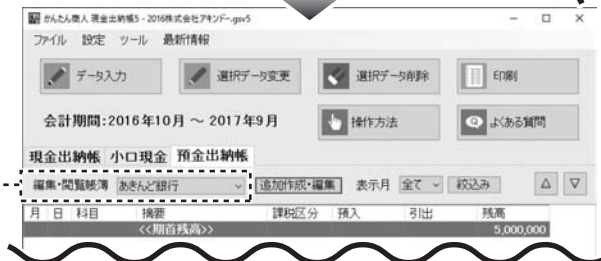 かんたん商人 現金出納帳5 - 2016株式会社アキンド-.gsv5
ファイル 設定 ツール 最新情報
データ入力 選択データ変更 選択データ削除 印刷
会計期間:2016年10月 ～ 2017年9月 操作方法 よくある質問
現金出納帳 小口現金 預金出納帳
編集・閲覧帳簿 あきんど銀行 追加作成・編集 表示月 全て 絞込み △ ▽
月 日 科目 摘要 課税区分 預入 引出 残高
<<期首残高>> 5,000,000